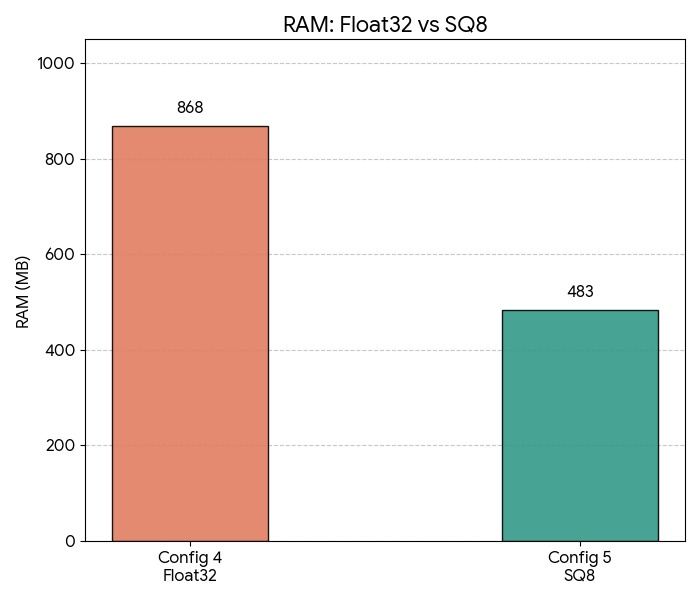 RAM: Float32 vs SQ8
1000
800
600
400
200
0
RAM (MB)
868
483
Config 4
Float32
Config 5
SQ8